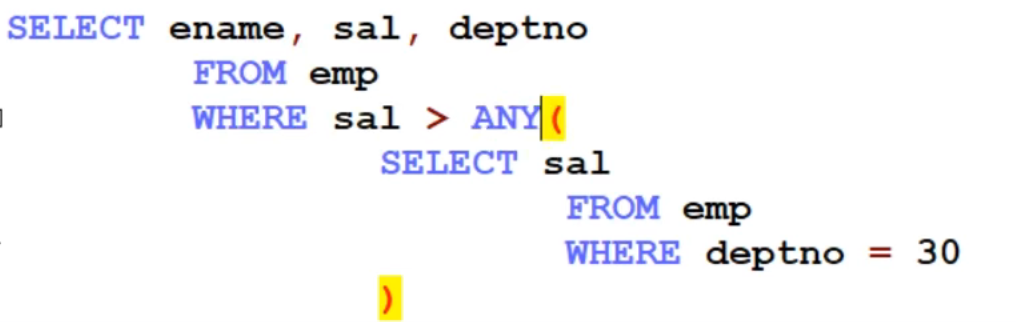 SELECT ename, sal, deptno
FROM emp
WHERE sal > ANY(
SELECT sal
FROM emp
WHERE deptno = 30
)